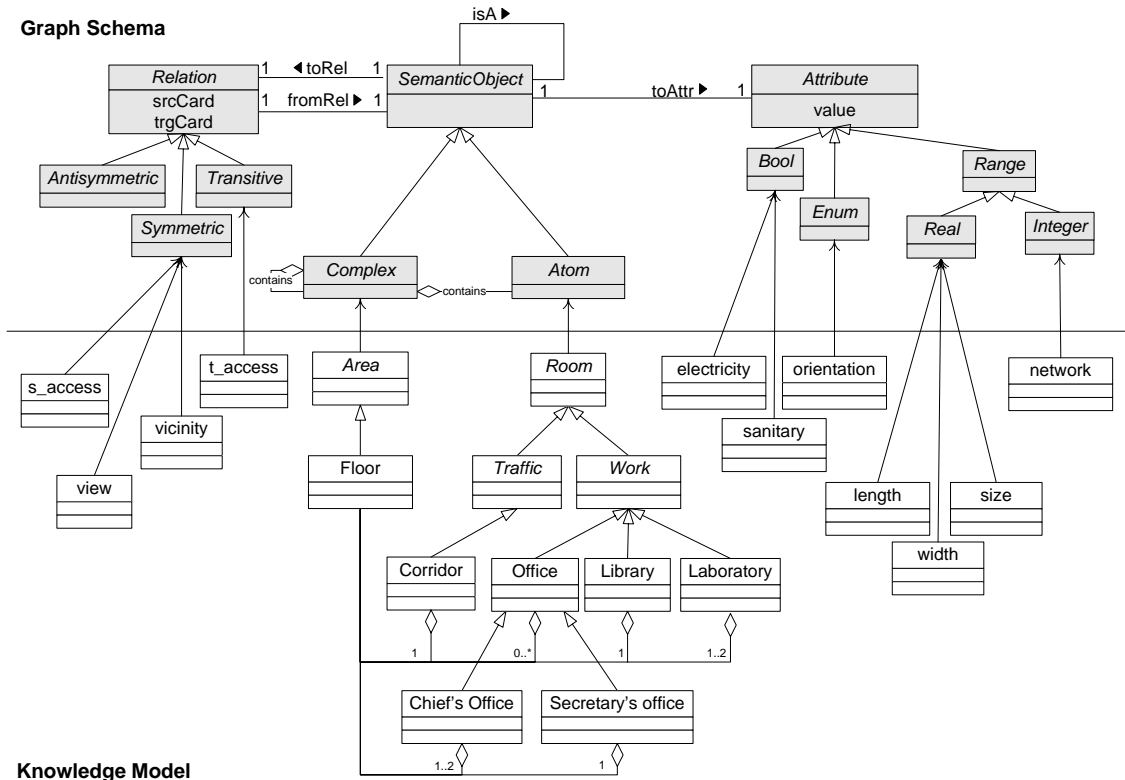 isA ►
Graph Schema
Relation
1 ◄ toRel 1
SemanticObject
Attribute
srcCard
trgCard
1 fromRel► 1
1 toAttr ► 1
value
Antisymmetric
Transitive
Bool
Range
Symmetric
Enum
Real
Integer
contains
Complex
contains
Atom
s_access
t_access
Area
Room
electricity
orientation
network
vicinity
sanitary
view
Floor
Traffic
Work
length
size
width
Corridor
Office
Library
Laboratory
1
0..*
1
1..2
Chief's Office
Secretary's office
1..2
1
Knowledge Model